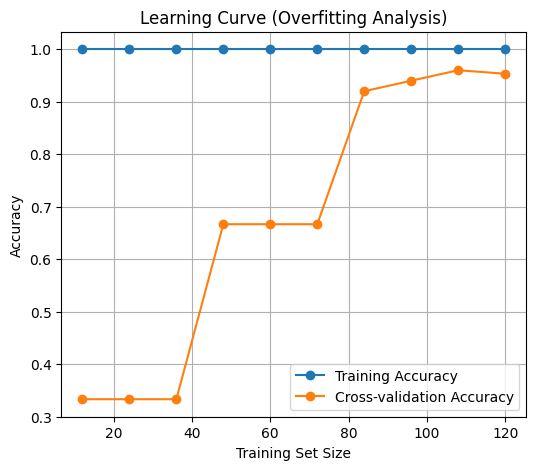 Learning Curve (Overfitting Analysis)
1.0
0.9
0.8
0.7
0.6
0.5
0.4
0.3
Accuracy
Training Accuracy
Cross-validation Accuracy
20 40 60 80 100 120
Training Set Size